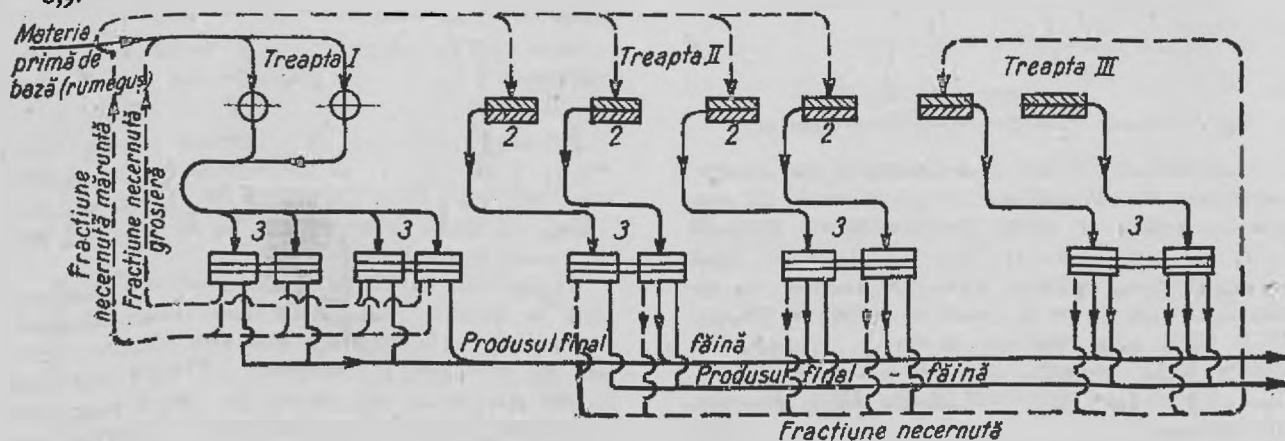 Materia
primă de
bază (rumeguș)
Treapta I
Treapta II
Treapta III
Fracțiune
necernută măruntă
Fracțiune necernută
grosieră
2
2
2
2
3
3
3
3
3
Produsul final făină
Produsul final - făină
Fracțiune necernută